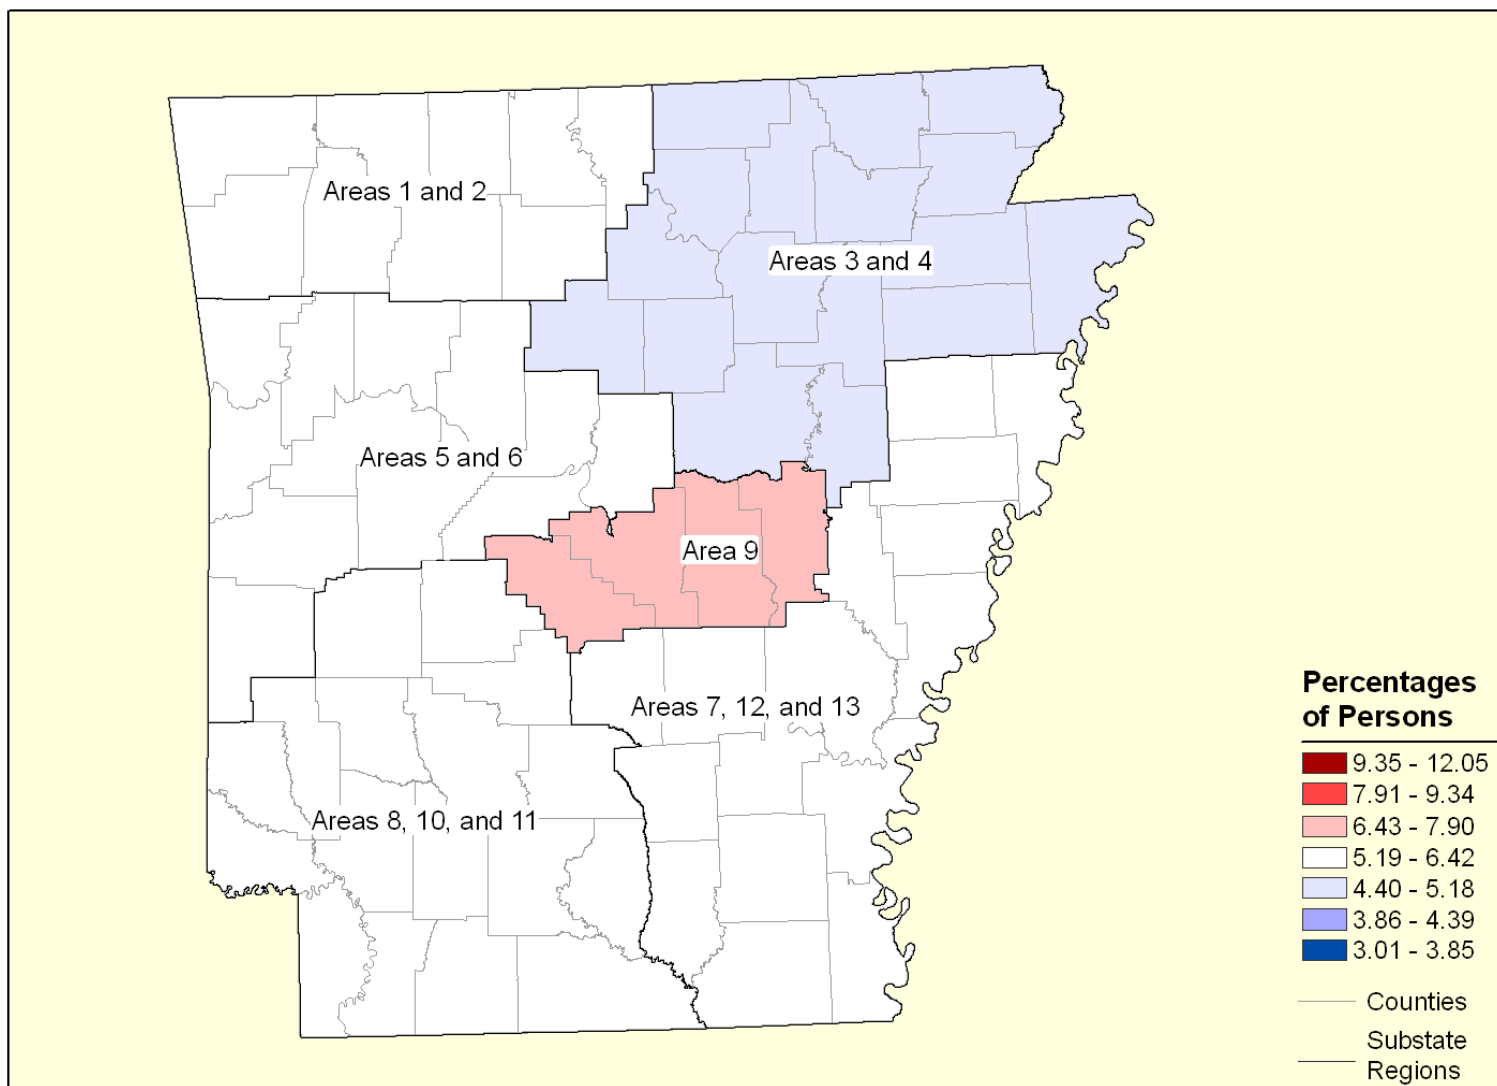 Areas 1 and 2
Areas 3 and 4
Areas 5 and 6
Area 9
Areas 7, 12, and 13
Areas 8, 10, and 11
Percentages
of Persons
9.35 - 12.05
7.91 - 9.34
6.43 - 7.90
5.19 - 6.42
4.40 - 5.18
3.86 - 4.39
3.01 - 3.85
Counties
Substate
Regions